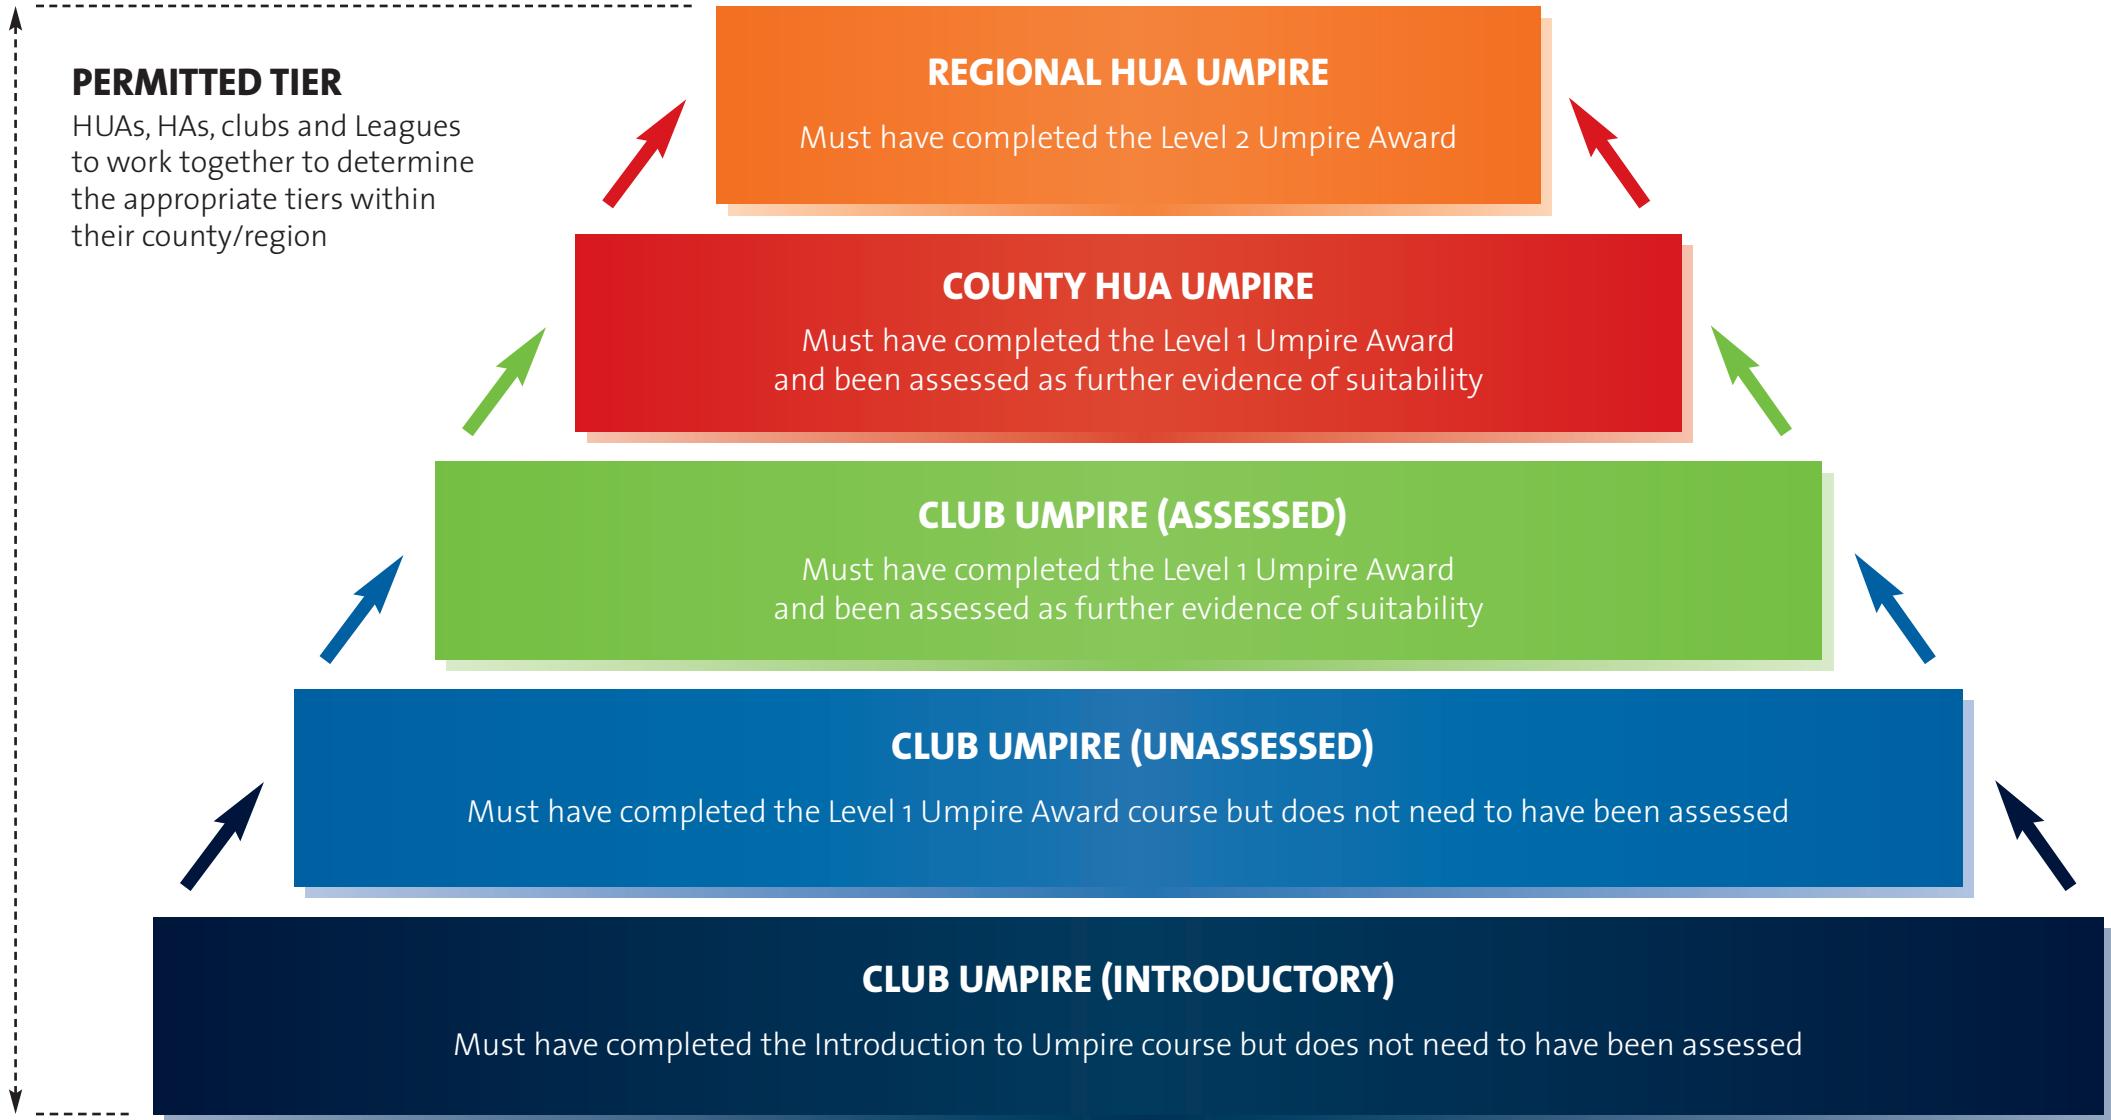 PERMITTED TIER
HUAs, HAs, clubs and Leagues
to work together to determine
the appropriate tiers within
their county/region
REGIONAL HUA UMPIRE
Must have completed the Level 2 Umpire Award
COUNTY HUA UMPIRE
Must have completed the Level 1 Umpire Award
and been assessed as further evidence of suitability
CLUB UMPIRE (ASSESSED)
Must have completed the Level 1 Umpire Award
and been assessed as further evidence of suitability
CLUB UMPIRE (UNASSESSED)
Must have completed the Level 1 Umpire Award course but does not need to have been assessed
CLUB UMPIRE (INTRODUCTORY)
Must have completed the Introduction to Umpire course but does not need to have been assessed